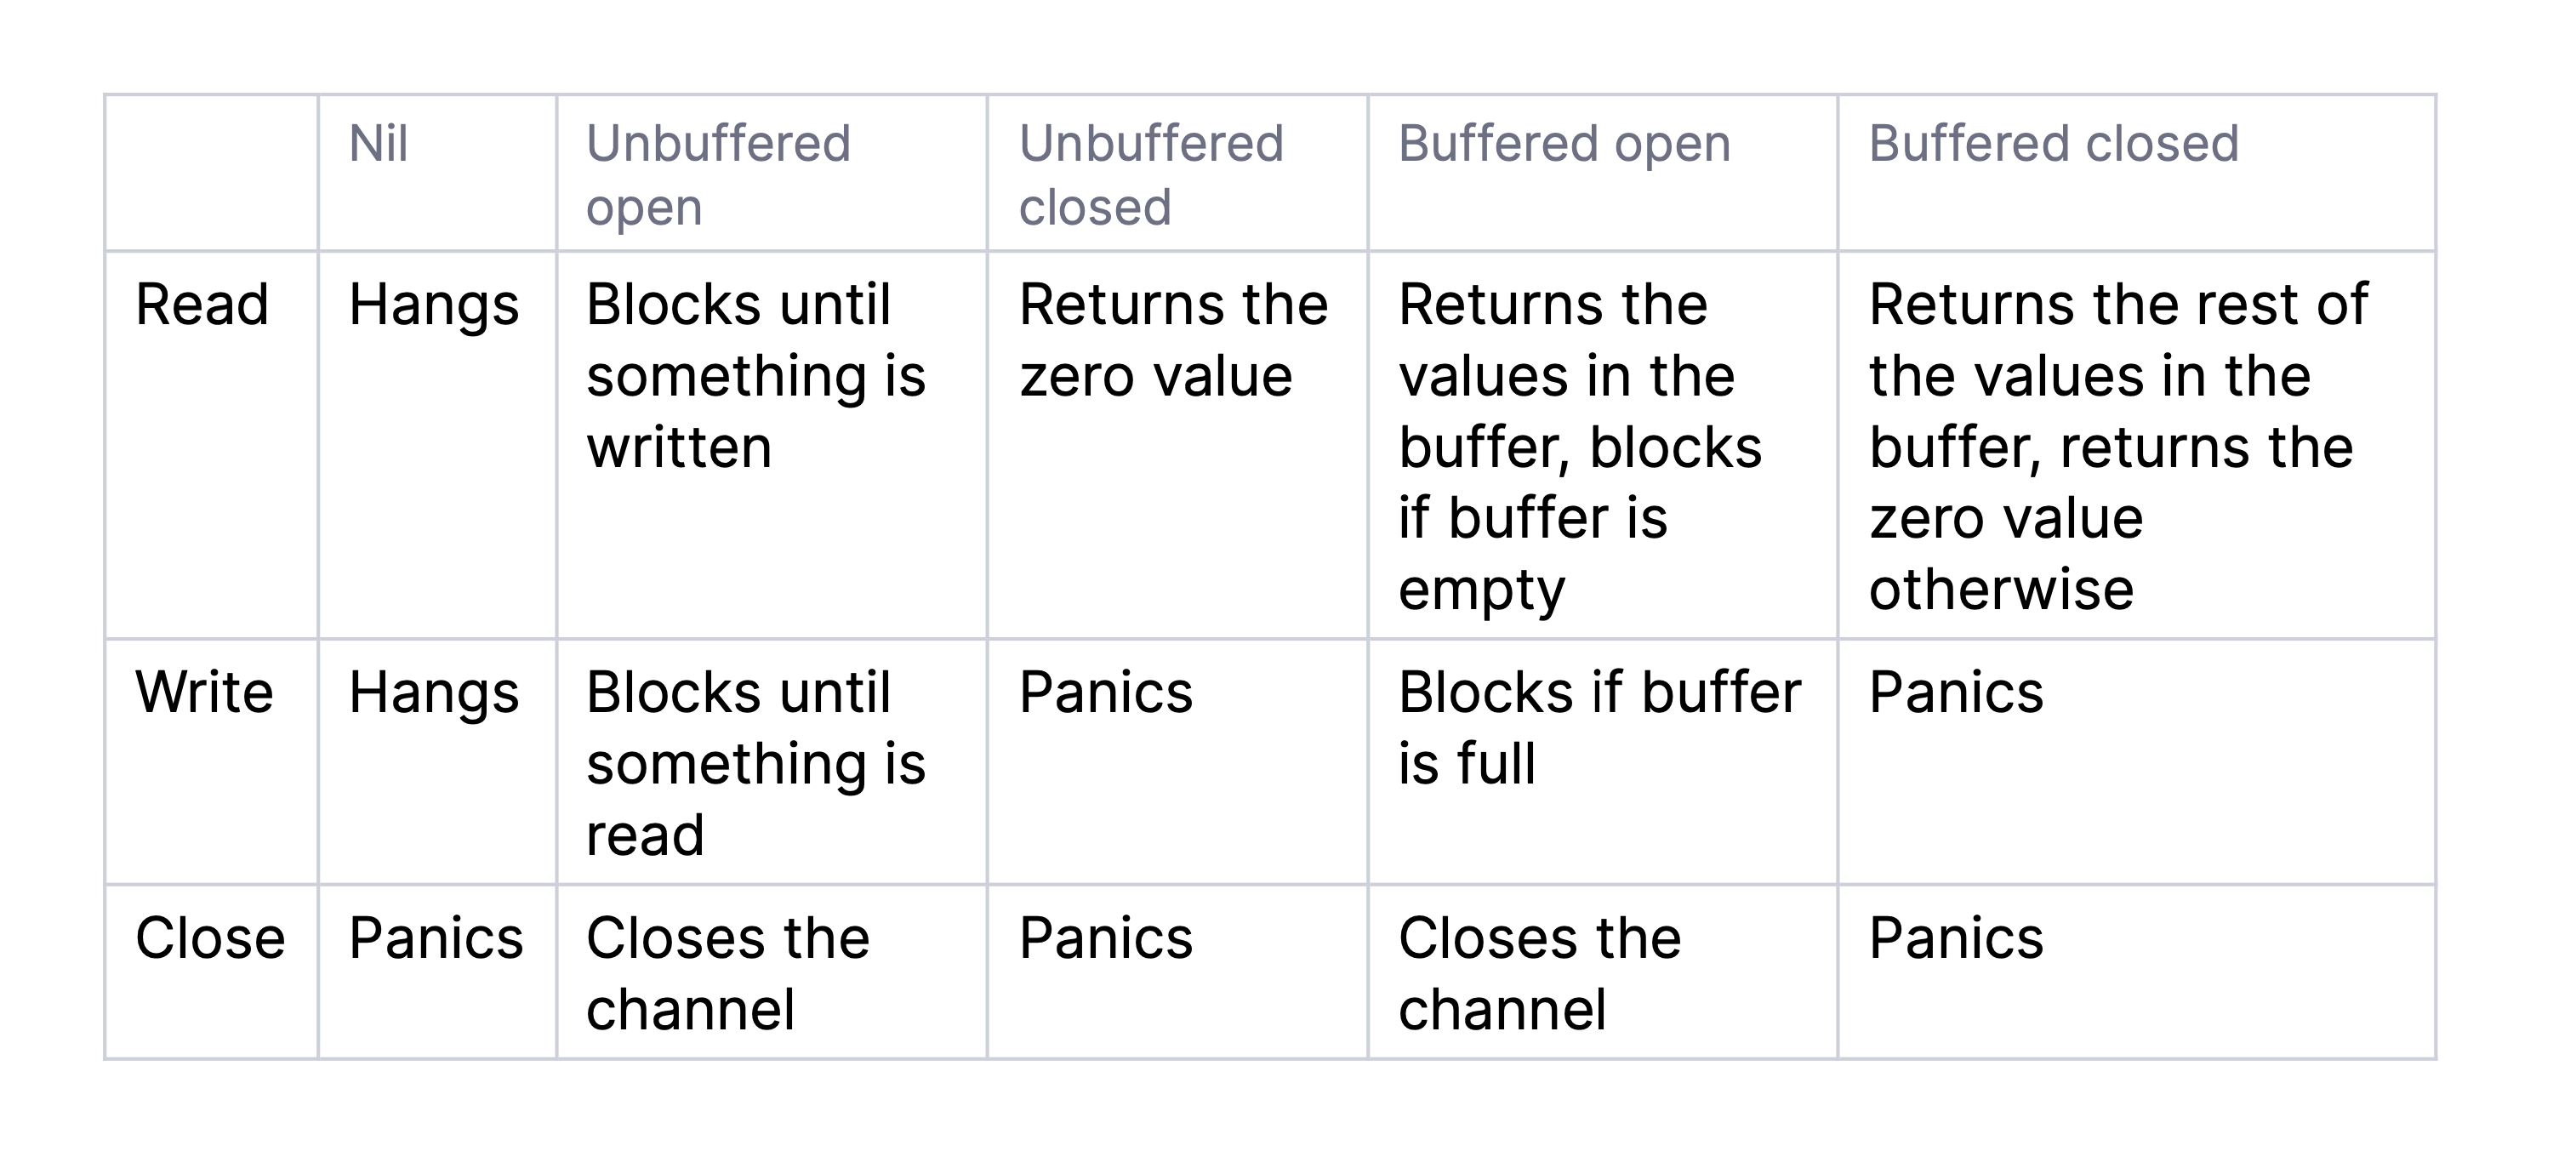 Nil
Unbuffered
open
Unbuffered
closed
Buffered open
Buffered closed
Read
Hangs
Blocks until
something is
written
Returns the
zero value
Returns the
values in the
buffer, blocks
if buffer is
empty
Returns the rest of
the values in the
buffer, returns the
zero value
otherwise
Write
Hangs
Blocks until
something is
read
Panics
Blocks if buffer
is full
Panics
Close
Panics
Closes the
channel
Panics
Closes the
channel
Panics